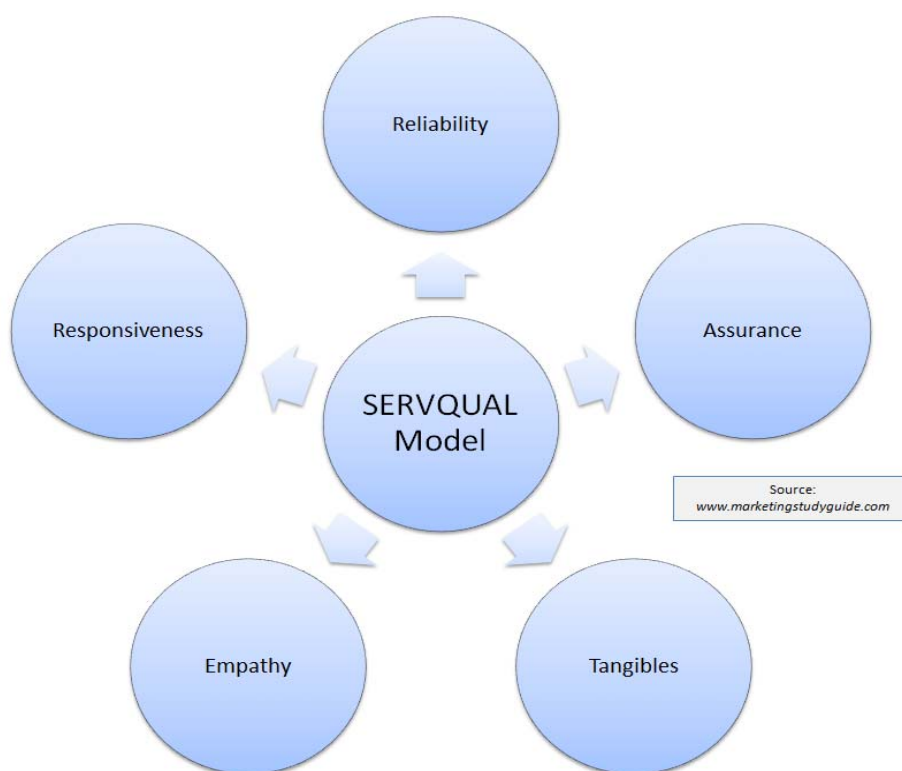 Reliability
Responsiveness
Assurance
SERVQUAL
Model
Source:
www.marketingstudyguide.com
Empathy
Tangibles